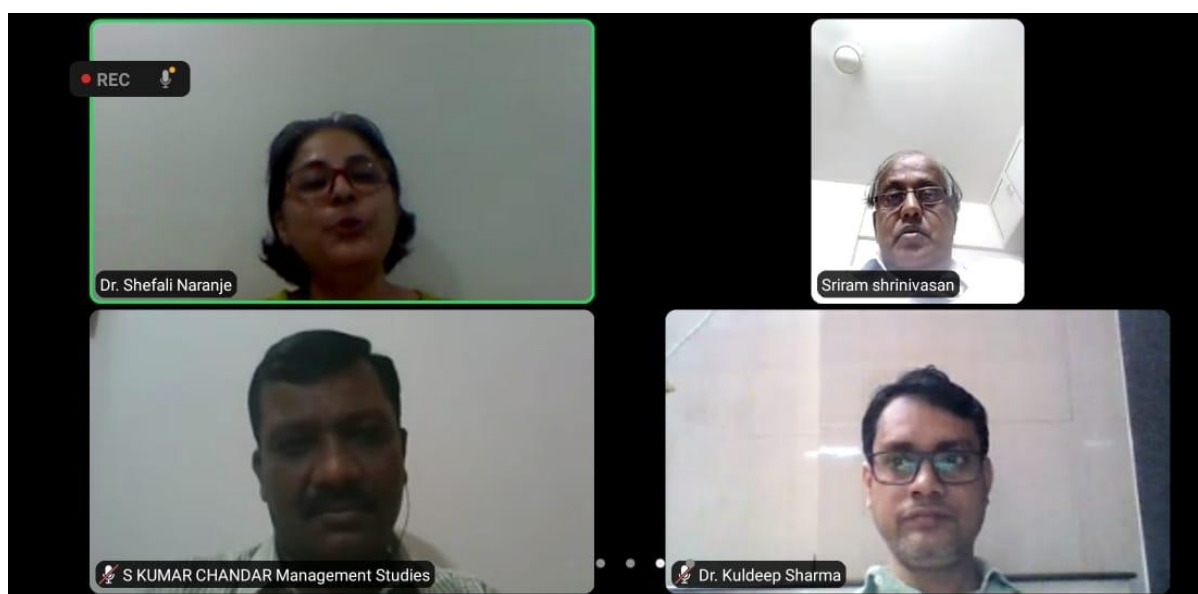 REC
Dr. Shefali Naranje
Sriram shrinivasan
S KUMAR CHANDAR Management Studies
Dr. Kuldeep Sharma